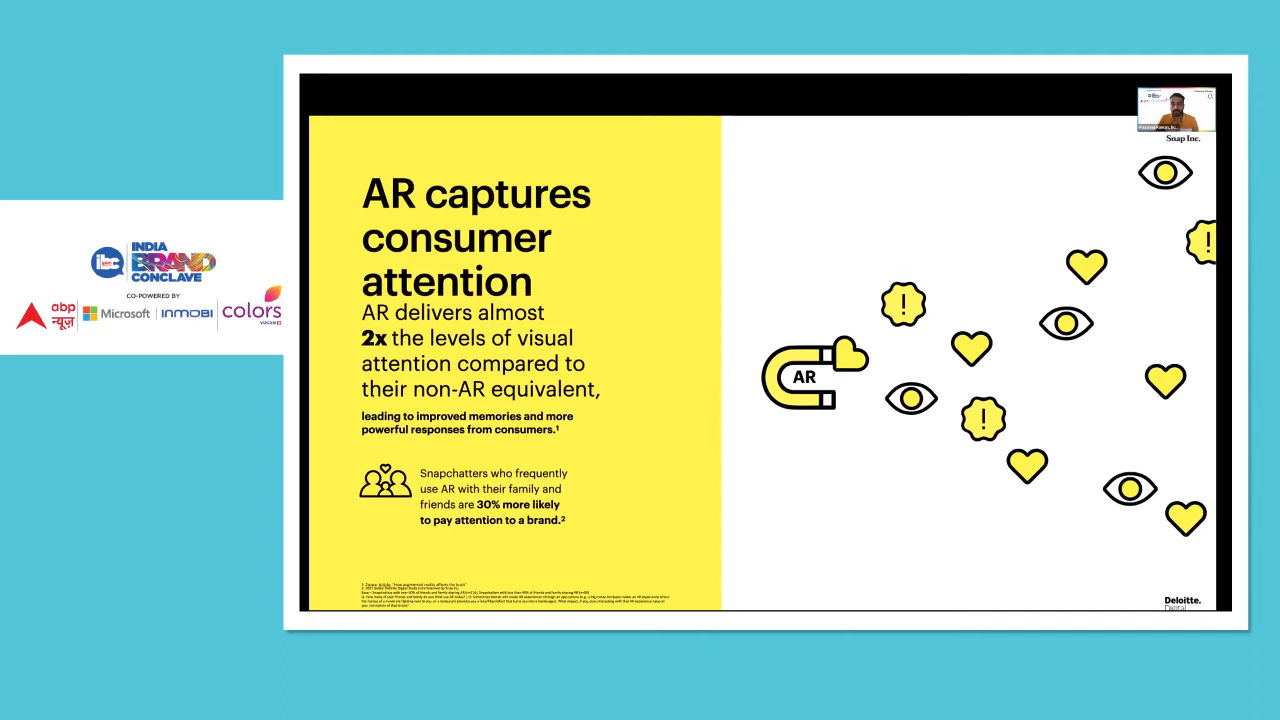 Snap Inc.
AR captures
consumer
attention
AR delivers almost
2x the levels of visual
attention compared to
their non-AR equivalent,
leading to improved memories and more
powerful responses from consumers.¹
Snapchatters who frequently
use AR with their family and
friends are 30% more likely
to pay attention to a brand.²
AR
!
!
!
Deloitte.
Digital
ibc
INDIA
BRAND
CONCLAVE
CO-POWERED BY
abp
न्यूज़
Microsoft
INMOBI
colors
VIACOM18